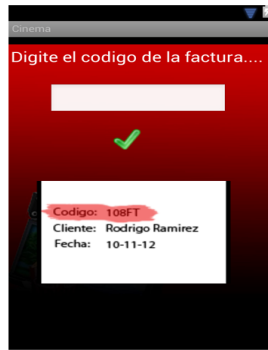 Cinema
Digite el codigo de la factura....
Codigo: 108FT
Cliente: Rodrigo Ramirez
Fecha: 10-11-12